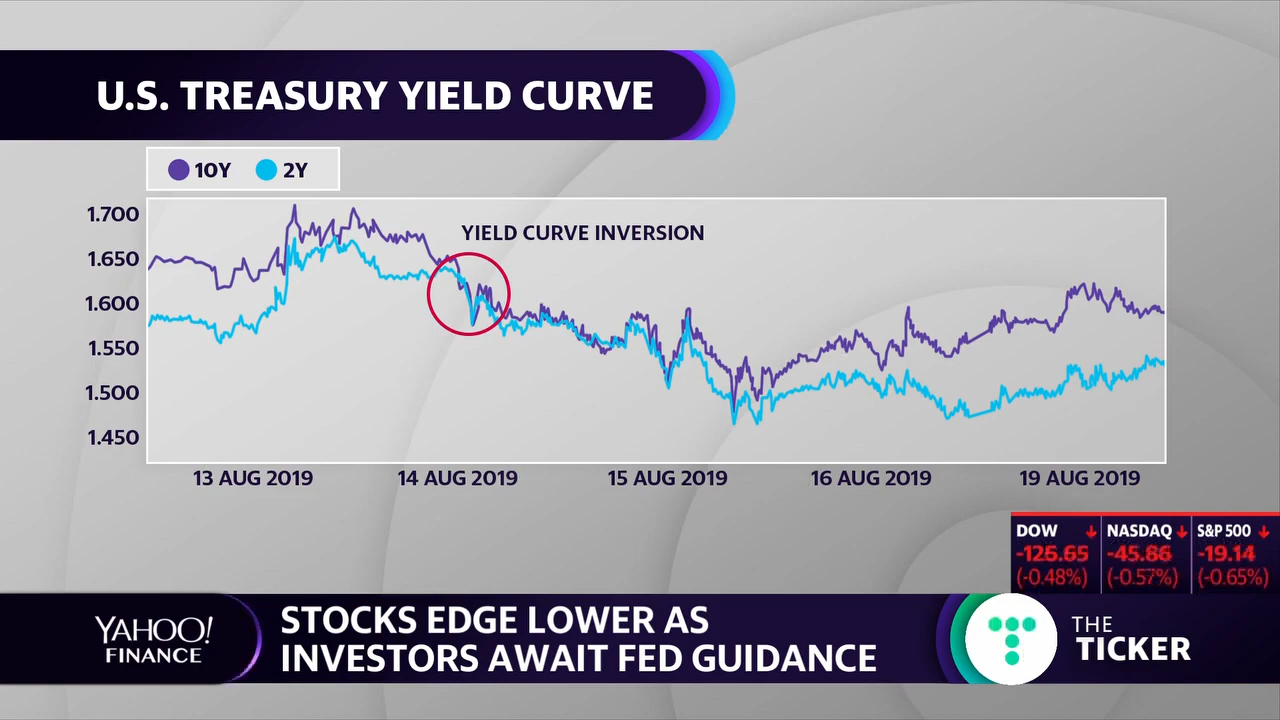 U.S. TREASURY YIELD CURVE
10Y 2Y
YIELD CURVE INVERSION
1.700
1.650
1.600
1.550
1.500
1.450
13 AUG 2019 14 AUG 2019 15 AUG 2019 16 AUG 2019 19 AUG 2019
DOW NASDAQ S&P 500
-125.65 -45.86 -19.14
(-0.48%) (-0.57%) (-0.65%)
YAHOO!
FINANCE
STOCKS EDGE LOWER AS
INVESTORS AWAIT FED GUIDANCE
THE
TICKER